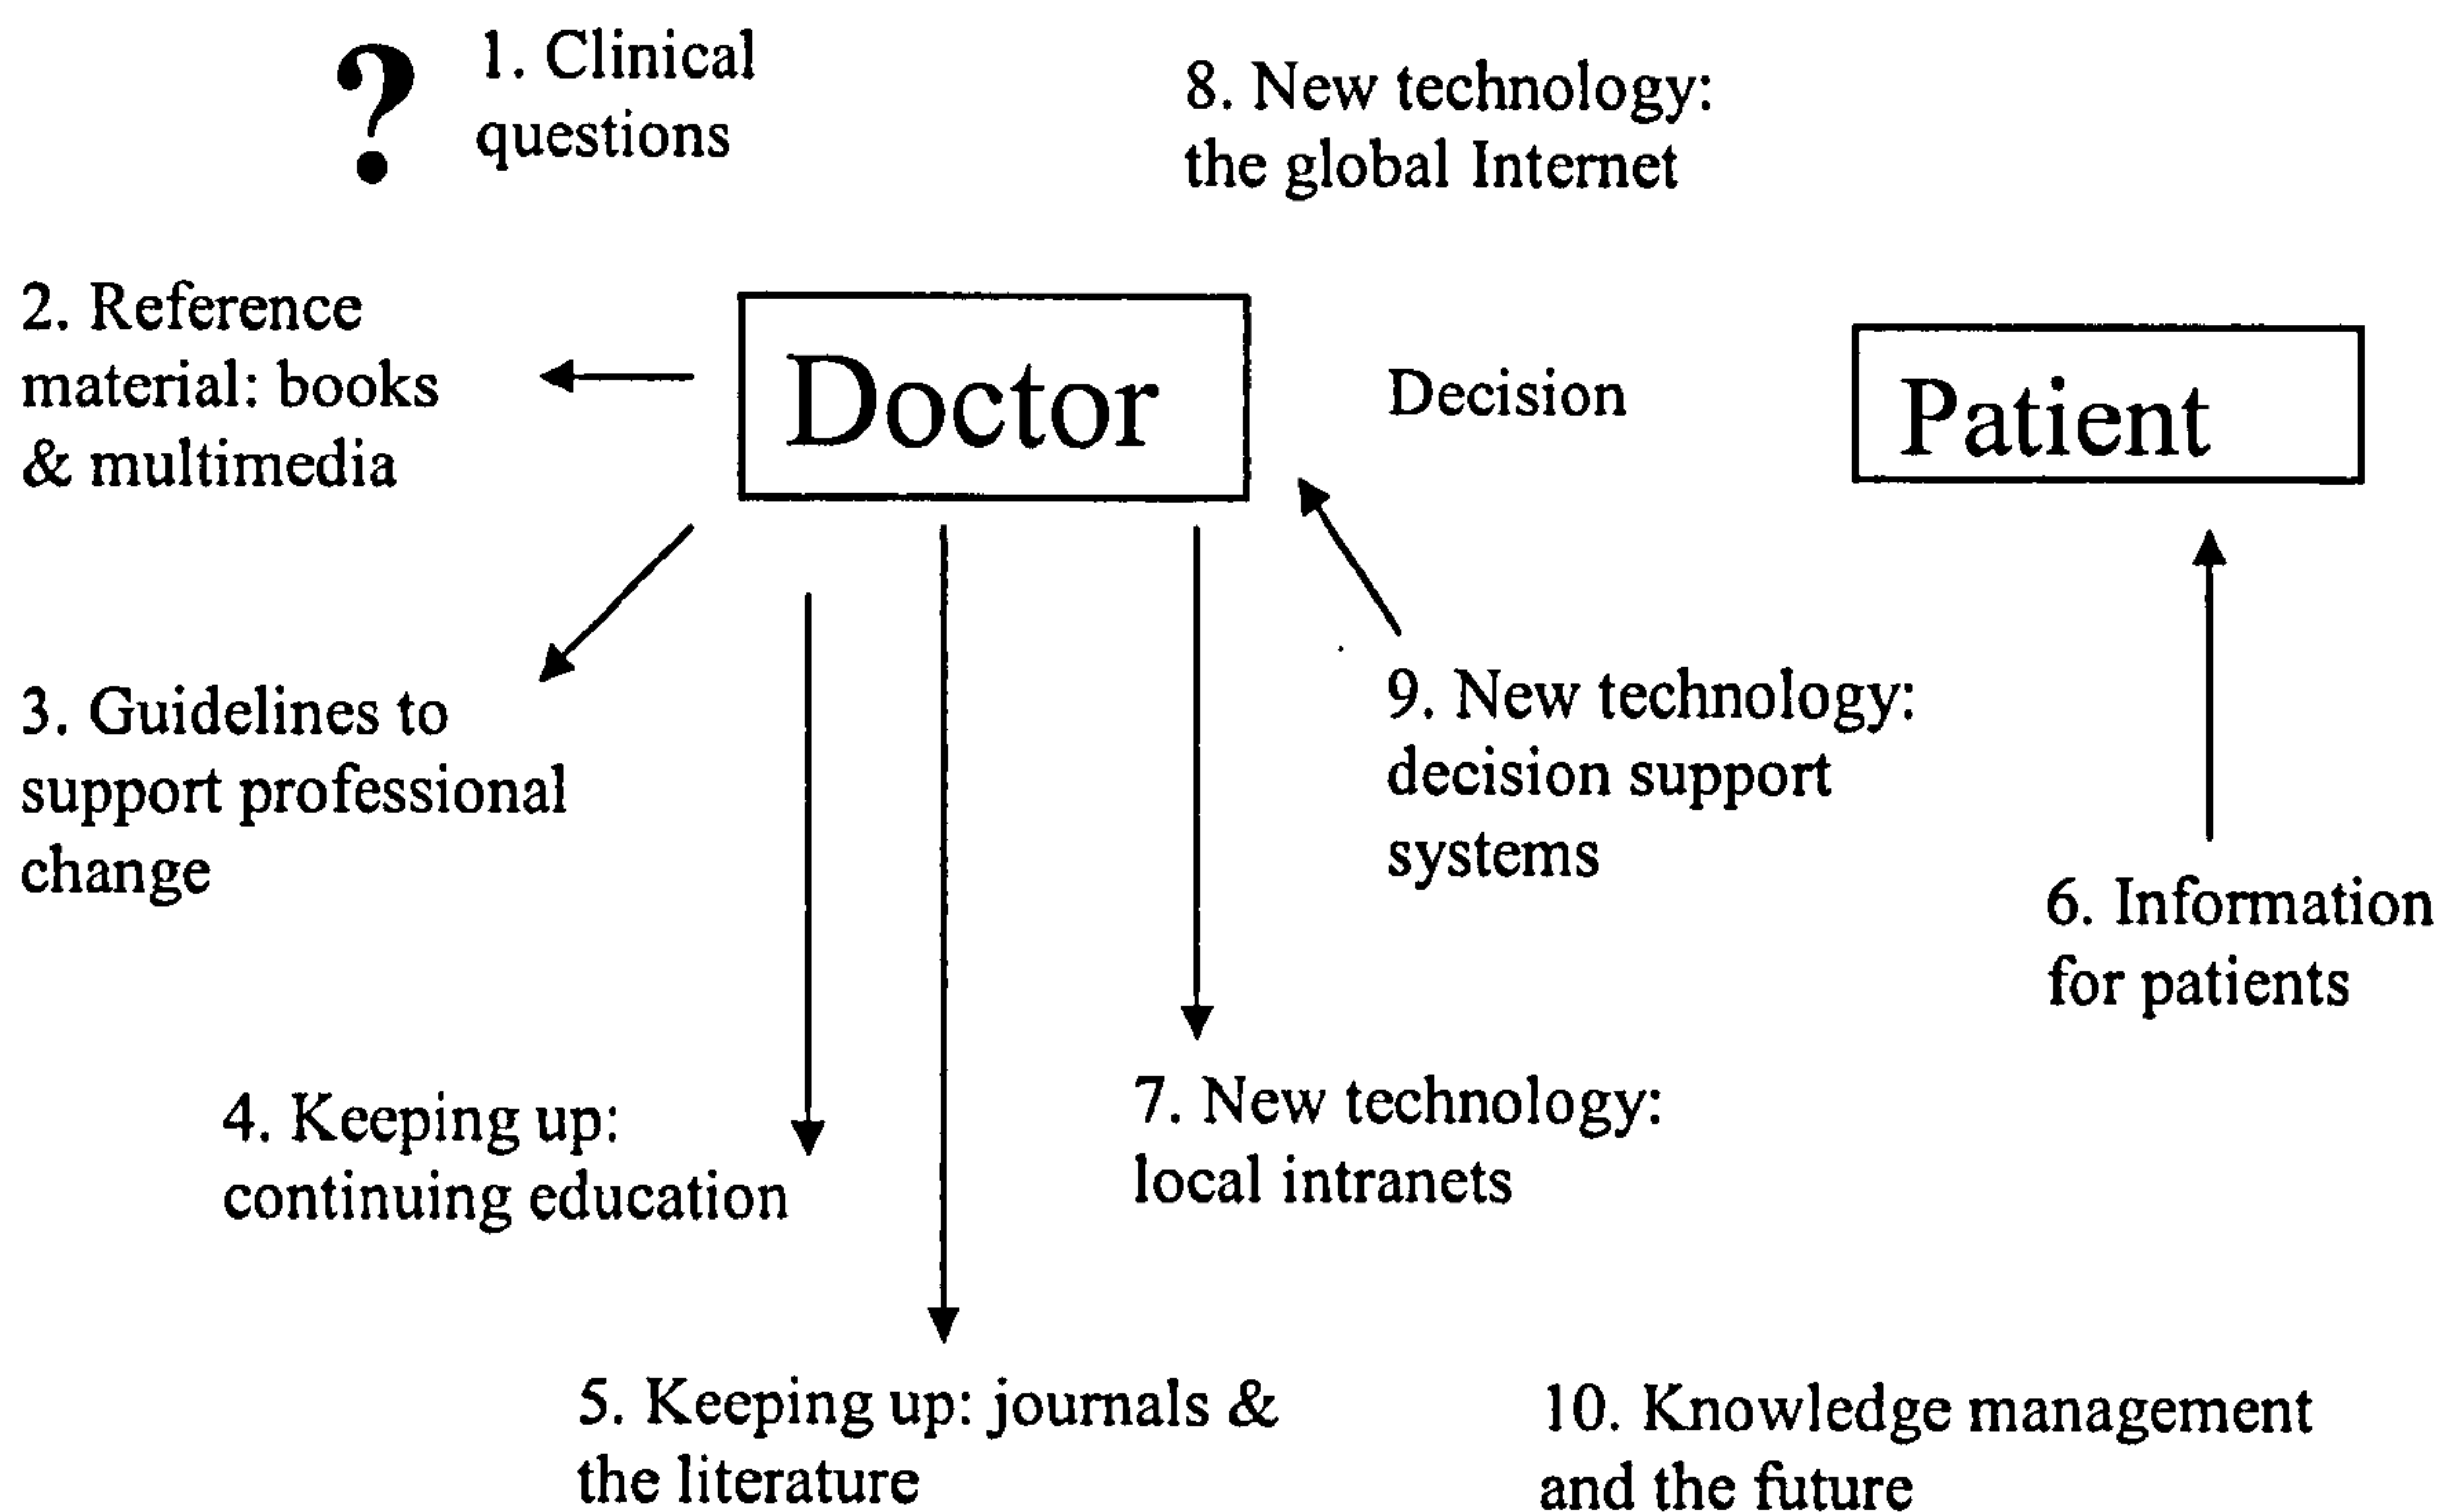 ?
1. Clinical
questions
8. New technology:
the global Internet
2. Reference
material: books
& multimedia
Doctor
Decision
Patient
3. Guidelines to
support professional
change
9. New technology:
decision support
systems
6. Information
for patients
4. Keeping up:
continuing education
7. New technology:
local intranets
5. Keeping up: journals &
the literature
10. Knowledge management
and the future